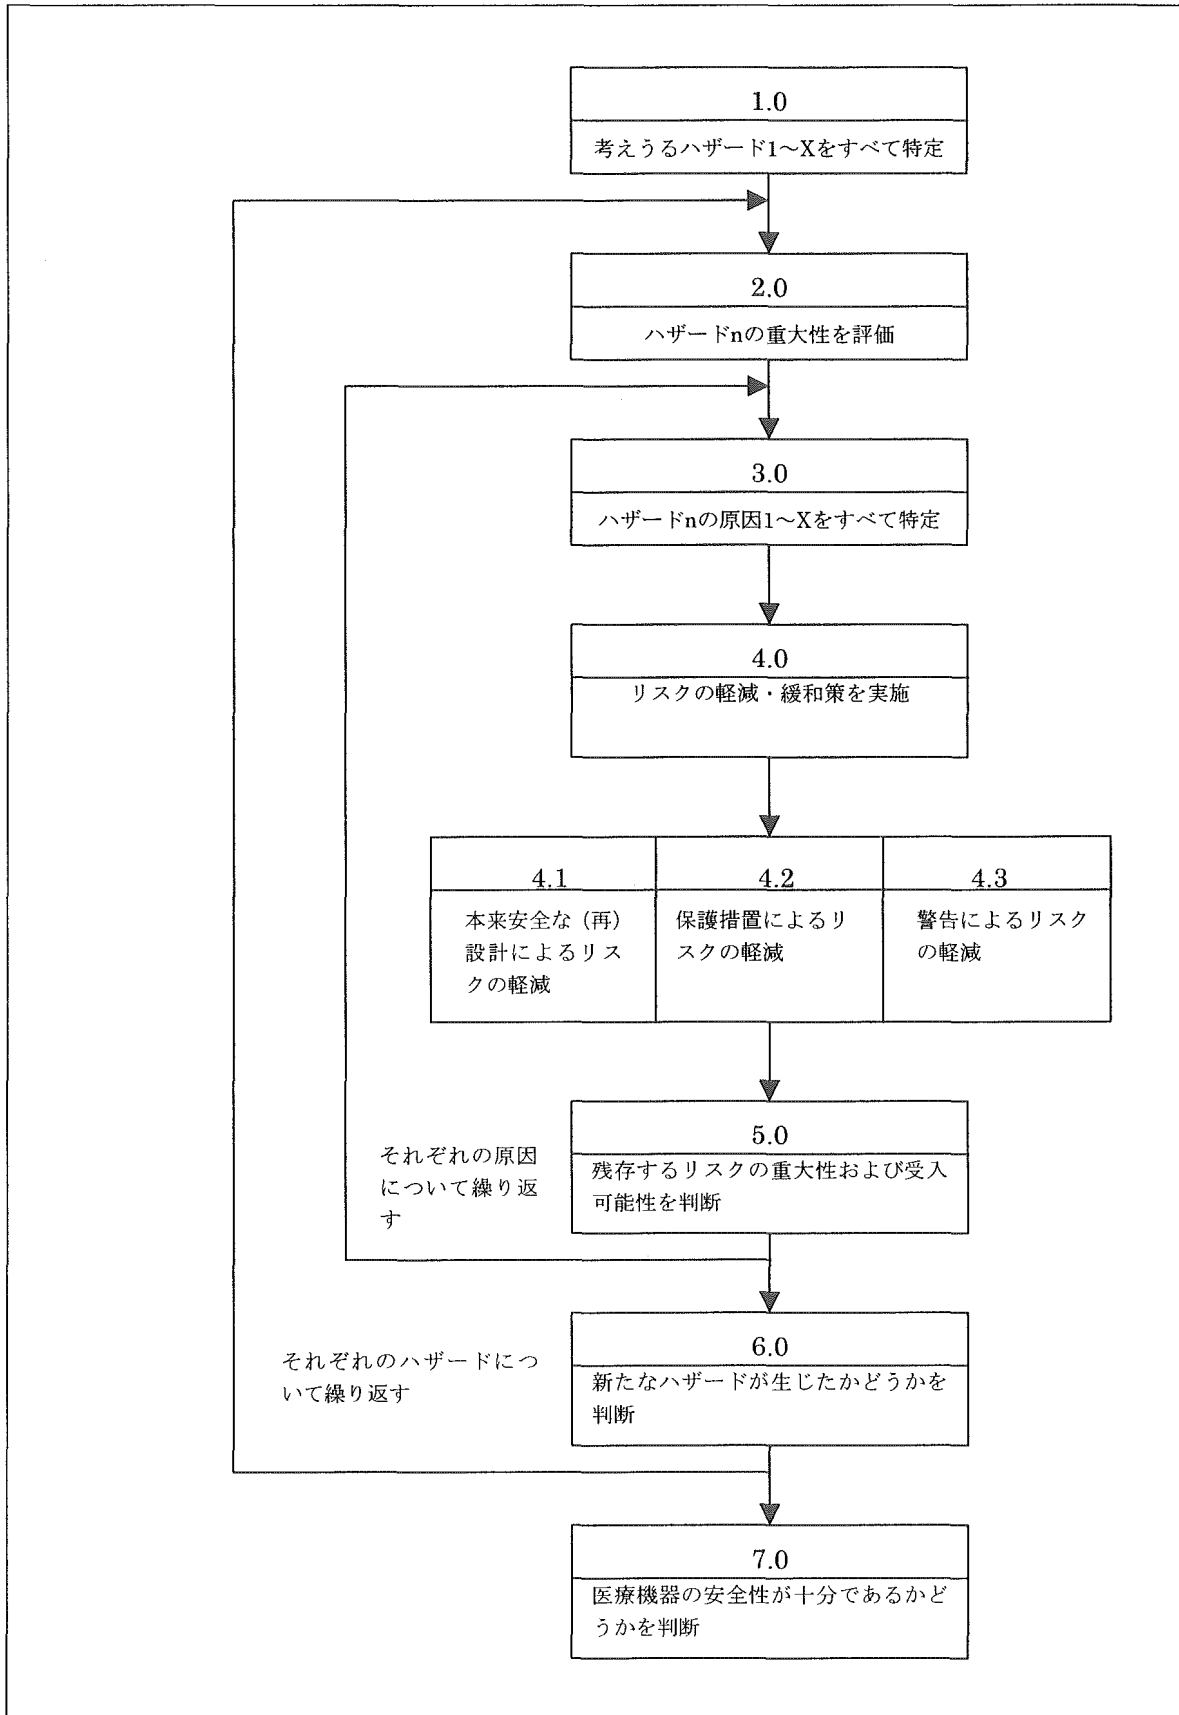 1.0
考えうるハザード1～Xをすべて特定
2.0
ハザードnの重大性を評価
3.0
ハザードnの原因1～Xをすべて特定
4.0
リスクの軽減・緩和策を実施
4.1
本来安全な（再）
設計によるリス
クの軽減
4.2
保護措置によるリ
スクの軽減
4.3
警告によるリスク
の軽減
5.0
残存するリスクの重大性および受入
可能性を判断
それぞれの原因
について繰り返
す
6.0
新たなハザードが生じたかどうかを
判断
それぞれのハザードにつ
いて繰り返す
7.0
医療機器の安全性が十分であるかど
うかを判断